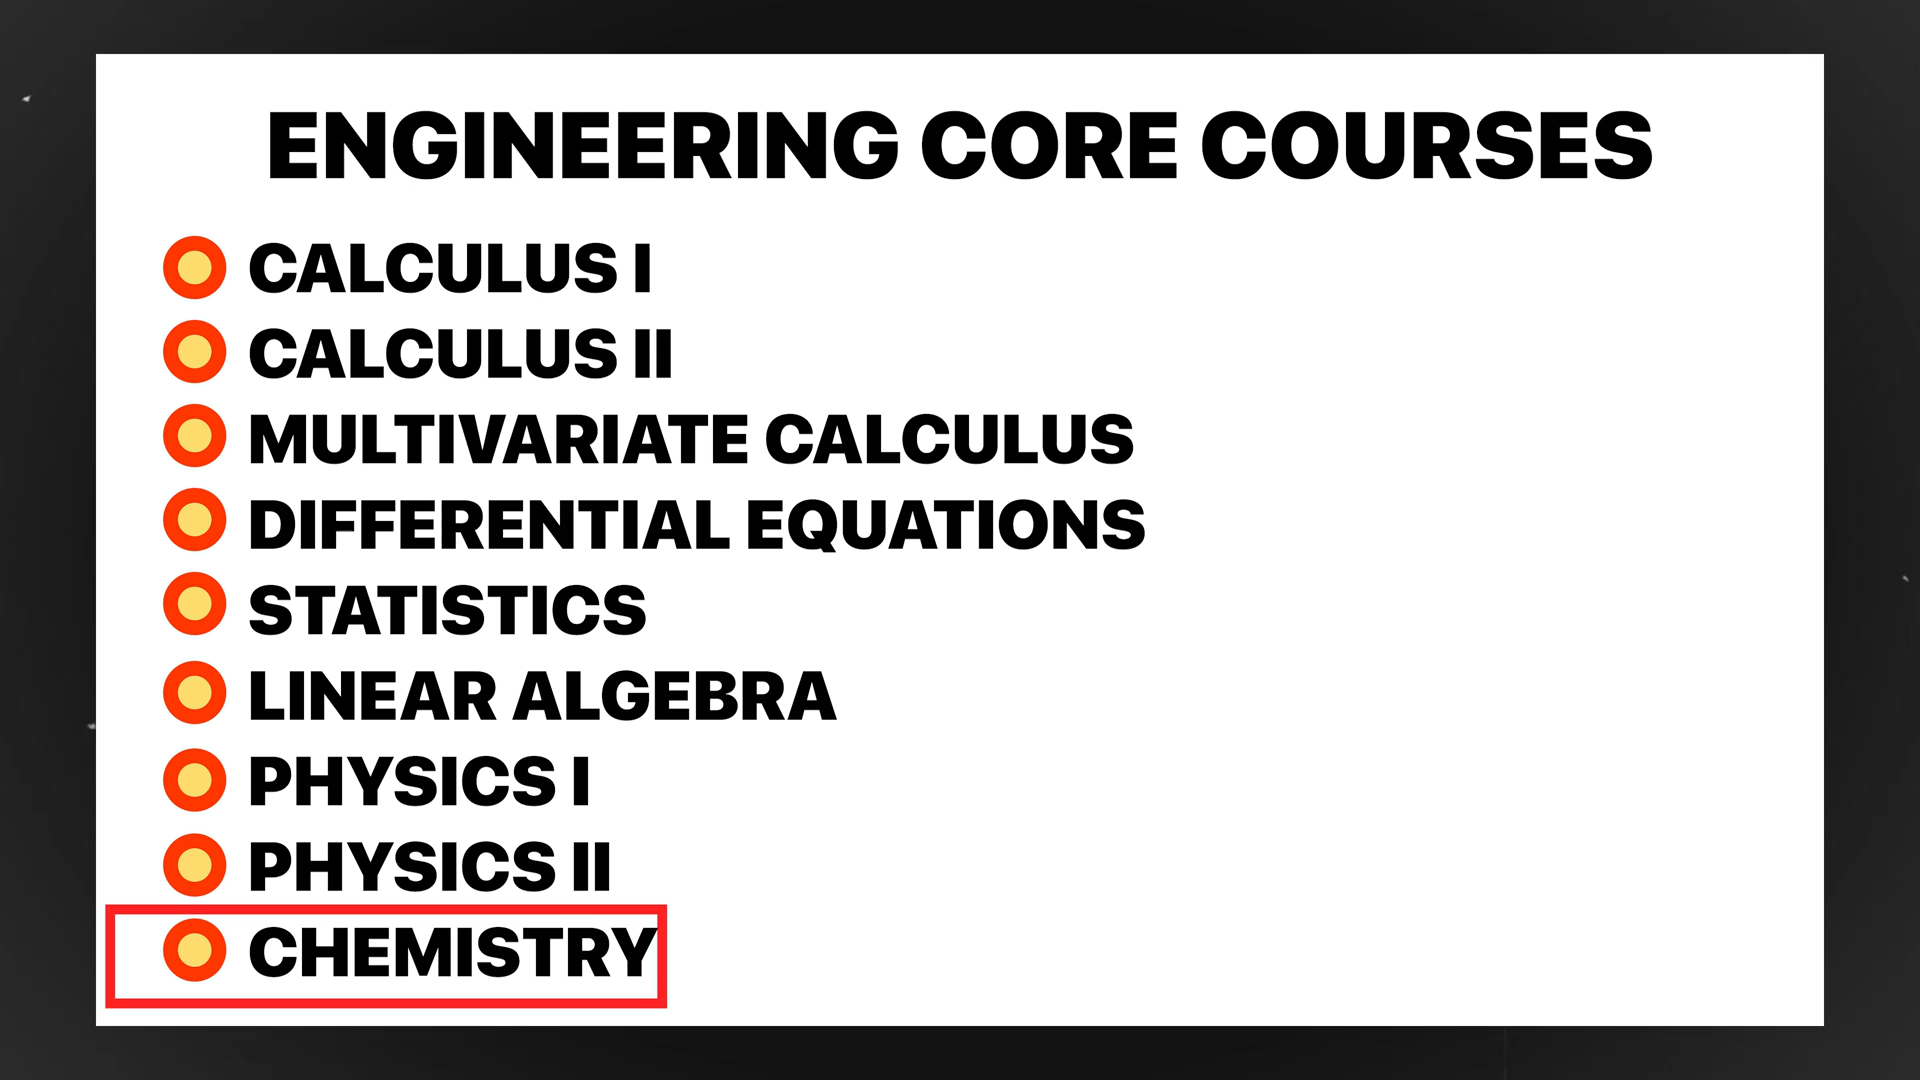 ENGINEERING CORE COURSES
CALCULUS I
CALCULUS II
MULTIVARIATE CALCULUS
DIFFERENTIAL EQUATIONS
STATISTICS
LINEAR ALGEBRA
PHYSICS I
PHYSICS II
CHEMISTRY